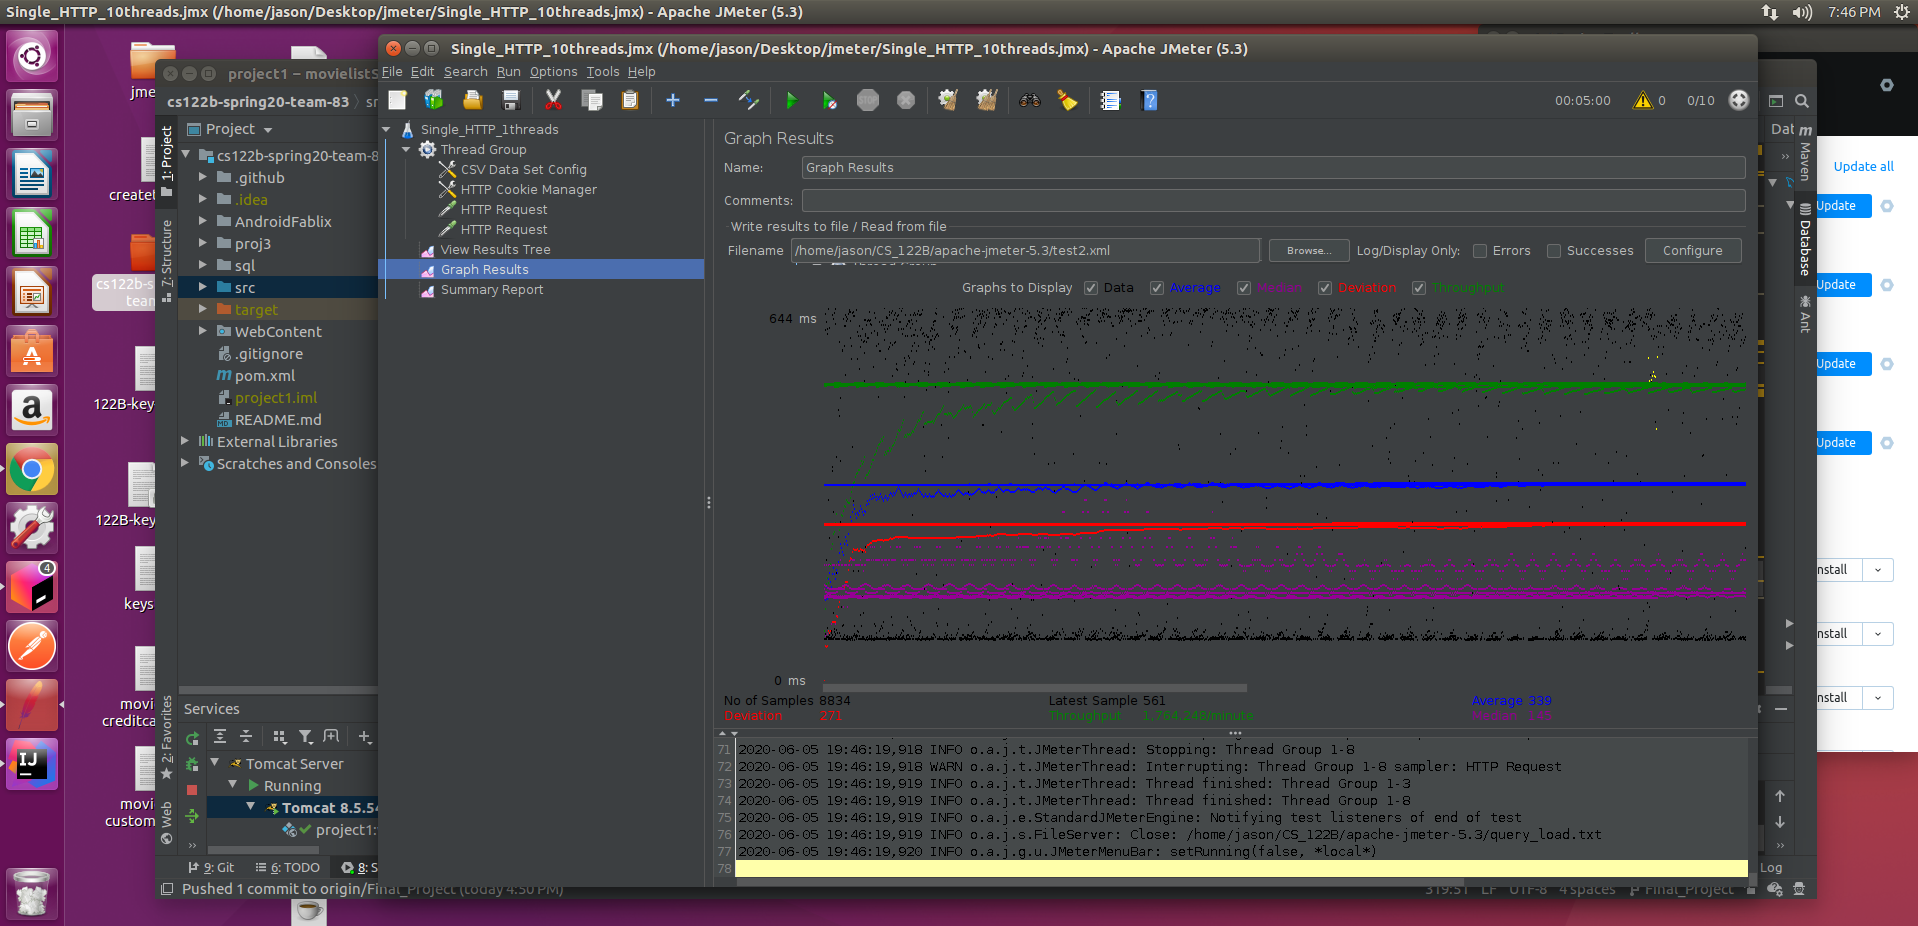 Single_HTTP_10threads.jmx (/home/jason/Desktop/jmeter/Single_HTTP_10threads.jmx) - Apache JMeter (5.3)
7:46 PM
Single_HTTP_10threads.jmx (/home/jason/Desktop/jmeter/Single_HTTP_10threads.jmx) - Apache JMeter (5.3)
File Edit Search Run Options Tools Help
00:05:00 0 0/10
project1 – movielistS
cs122b-spring20-team-83
Project
1: Project
7: Structure
2: Favorites
Web
cs122b-spring20-team-8
.github
.idea
AndroidFablix
proj3
sql
src
target
WebContent
.gitignore
pom.xml
project1.iml
README.md
External Libraries
Scratches and Consoles
Services
Tomcat Server
Running
Tomcat 8.5.54
project1:
9: Git 6: TODO 8: S
Pushed 1 commit to origin/Final_Project (today 4:50 PM)
jme
createt
cs122b-s
team
122B-key
122B-key
keys
movi
creditca
movi
custom
4
Single_HTTP_1threads
Thread Group
CSV Data Set Config
HTTP Cookie Manager
HTTP Request
HTTP Request
View Results Tree
Graph Results
Summary Report
Graph Results
Name: Graph Results
Comments:
Write results to file / Read from file
Filename /home/jason/CS_122B/apache-jmeter-5.3/test2.xml Browse... Log/Display Only: Errors Successes Configure
Graphs to Display Data Average Median Deviation Throughput
644 ms
0 ms
No of Samples 8834 Latest Sample 561 Average 339
Deviation 271 Throughput 1,764.248/minute Median
71 2020-06-05 19:46:19,918 INFO o.a.j.t.JMeterThread: Stopping: Thread Group 1-8
72 2020-06-05 19:46:19,918 WARN o.a.j.t.JMeterThread: Interrupting: Thread Group 1-8 sampler: HTTP Request
73 2020-06-05 19:46:19,919 INFO o.a.j.t.JMeterThread: Thread finished: Thread Group 1-3
74 2020-06-05 19:46:19,919 INFO o.a.j.t.JMeterThread: Thread finished: Thread Group 1-8
75 2020-06-05 19:46:19,919 INFO o.a.j.e.StandardJMeterEngine: Notifying test listeners of end of test
76 2020-06-05 19:46:19,919 INFO o.a.j.s.FileServer: Close: /home/jason/CS_122B/apache-jmeter-5.3/query_load.txt
77 2020-06-05 19:46:19,920 INFO o.a.j.g.u.JMeterMenuBar: setRunning(false, *local*)
78
319:51 LF UTF-8 4 spaces Final_Project
Dat
Maven
Database
Ant
Log
Update all
Update
Update
Update
Update
nstall
nstall
nstall